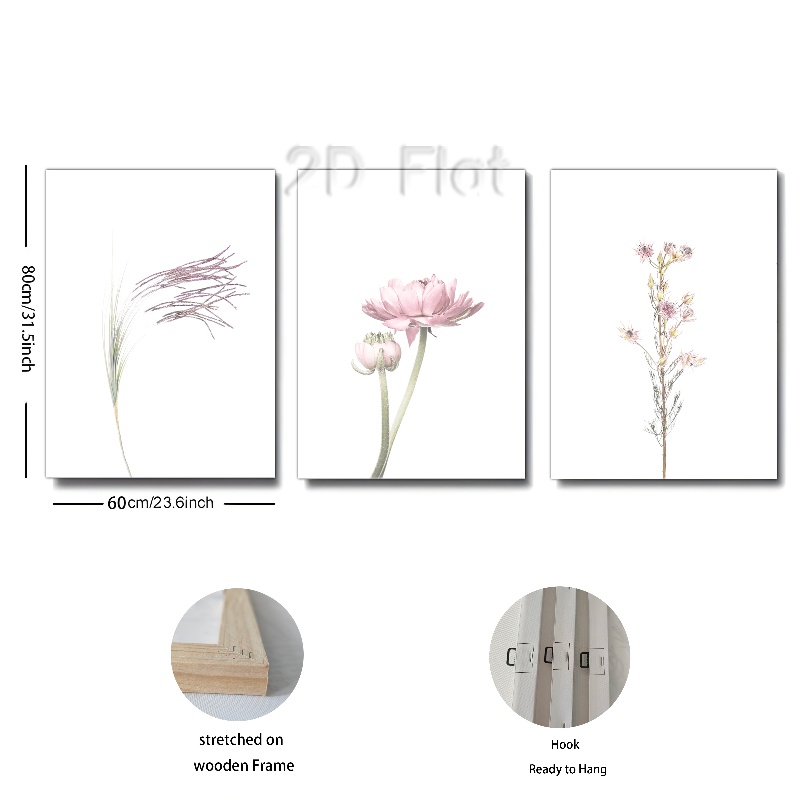 2D Flat
80cm/31.5inch
60cm/23.6inch
stretched on
wooden Frame
Hook
Ready to Hang